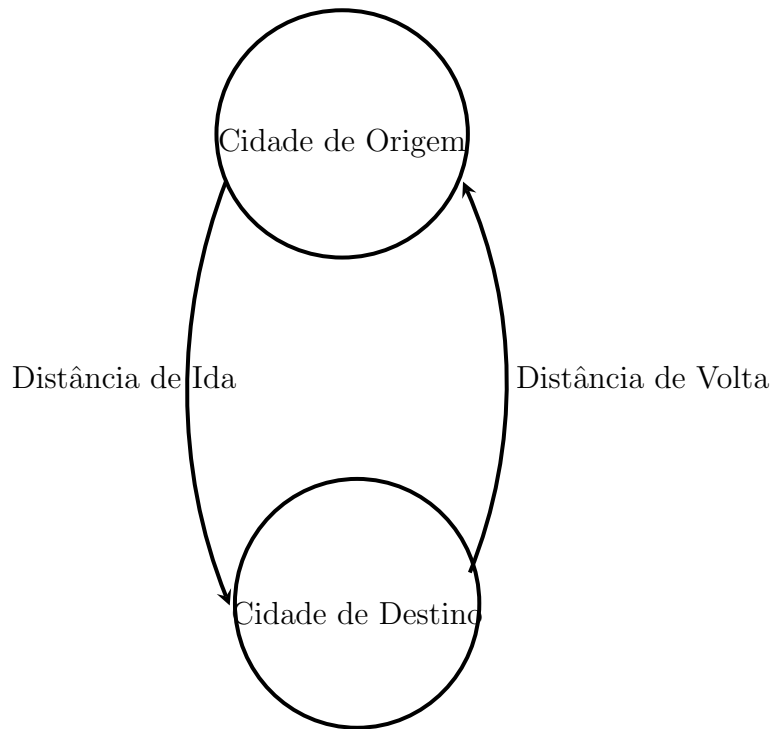 Cidade de Origem
Distância de Ida
Distância de Volta
Cidade de Destino